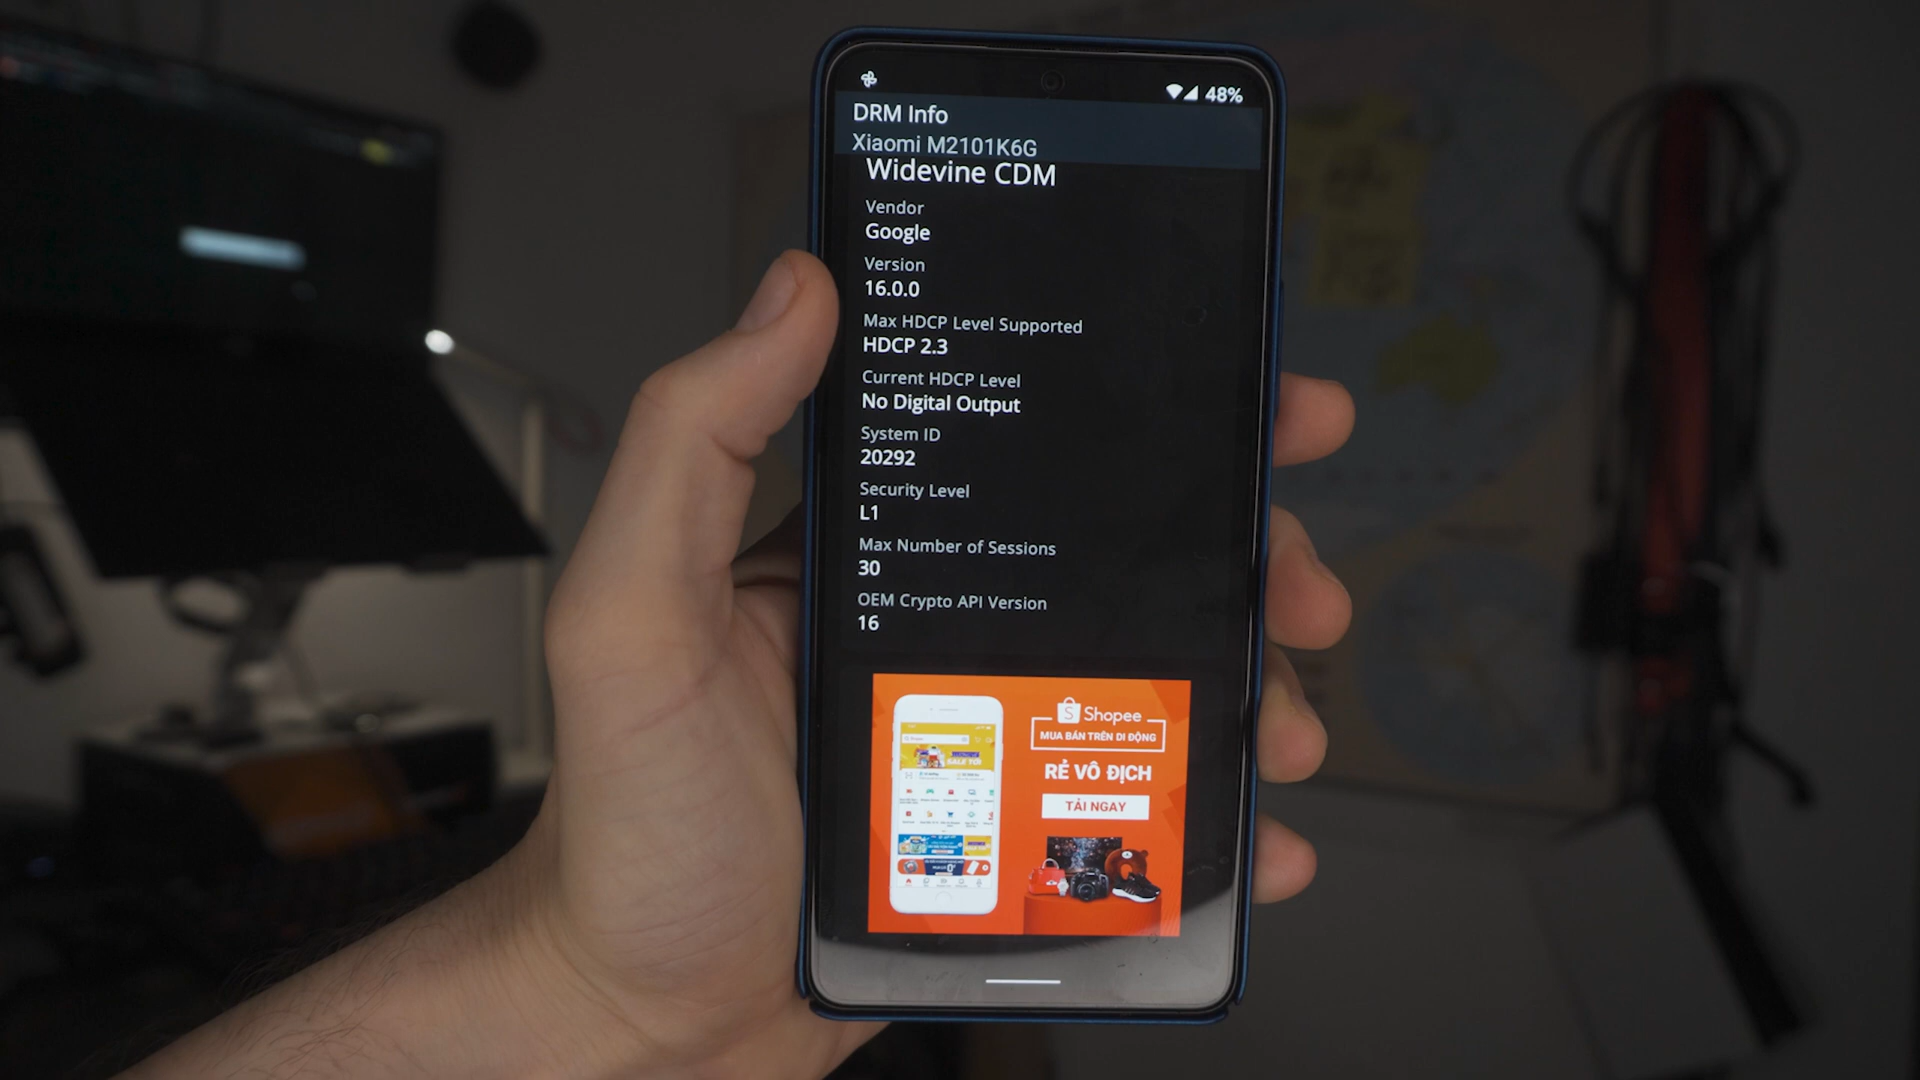 48%
DRM Info
Xiaomi M2101K6G
Widevine CDM
Vendor
Google
Version
16.0.0
Max HDCP Level Supported
HDCP 2.3
Current HDCP Level
No Digital Output
System ID
20292
Security Level
L1
Max Number of Sessions
30
OEM Crypto API Version
16
S Shopee
MUA BÁN TRÊN DI ĐỘNG
RẺ VÔ ĐỊCH
TẢI NGAY